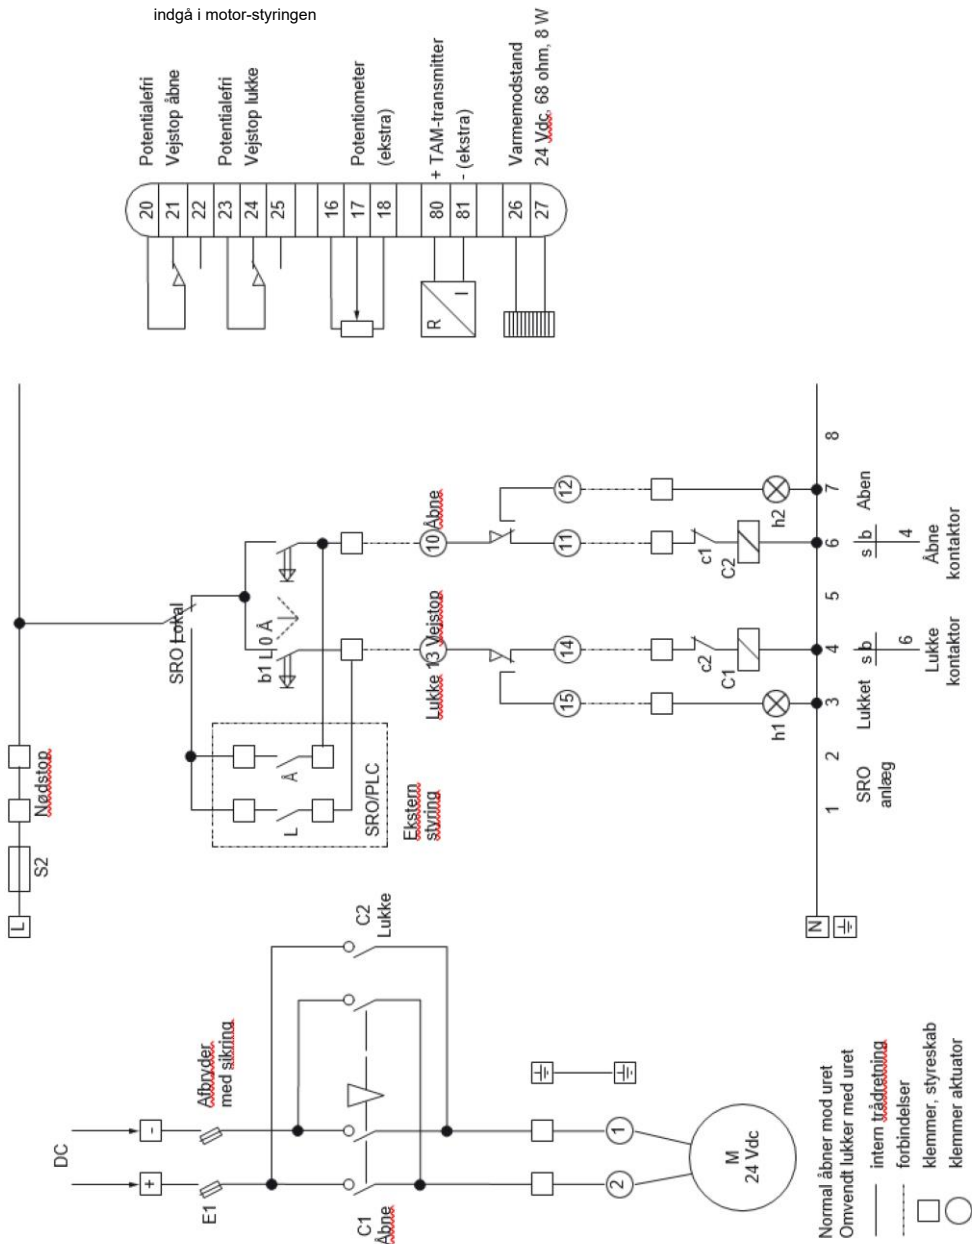 indgå i motor-styringen
Potentialefri
Vejstop åbne
Potentialefri
Vejstop lukke
Potentiometer
(ekstra)
+ TAM-transmitter
- (ekstra)
Varmemodstand
24 Vdc, 68 ohm, 8 W
20
21
22
23
24
25
16
17
18
80
81
26
27
R
I
L
S2
Nødstop
SRO Lokal
b1 L 0 Å
L
Å
SRO/PLC
Ekstern
styring
Lukke 13 Vejstop
10 Åbne
15
14
11
12
c2
C1
c1
C2
h1
h2
N
1
2
3
4
5
6
7
8
SRO
anlæg
Lukket
s b
6
Lukke
kontaktor
s b
4
Åbne
kontaktor
Aben
DC
+
-
E1
Afbryder
med sikring
C1
Åbne
C2
Lukke
2
1
M
24 Vdc
Normal åbner mod uret
Omvendt lukker med uret
intern trådretning
forbindelser
klemmer, styreskab
klemmer aktuator